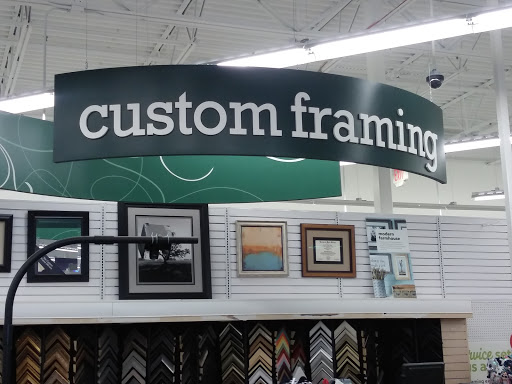 custom framing
modern
farmhouse